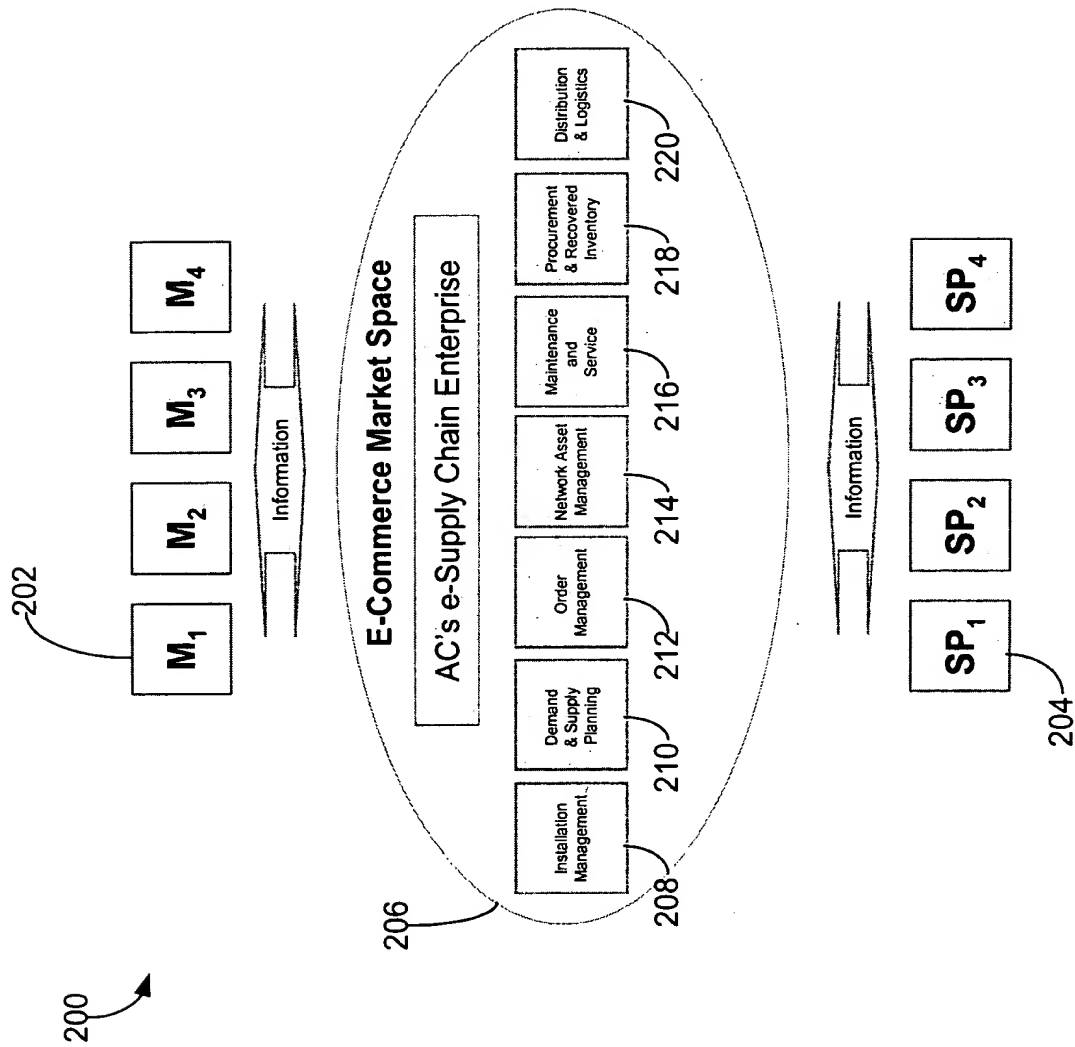 200
202
M1
M2
M3
M4
Information
206
E-Commerce Market Space
AC's e-Supply Chain Enterprise
Installation
Management
Demand
& Supply
Planning
Order
Management
Network Asset
Management
Maintenance
and
Service
Procurement
& Recovered
Inventory
Distribution
& Logistics
208
210
212
214
216
218
220
Information
SP1
SP2
SP3
SP4
204